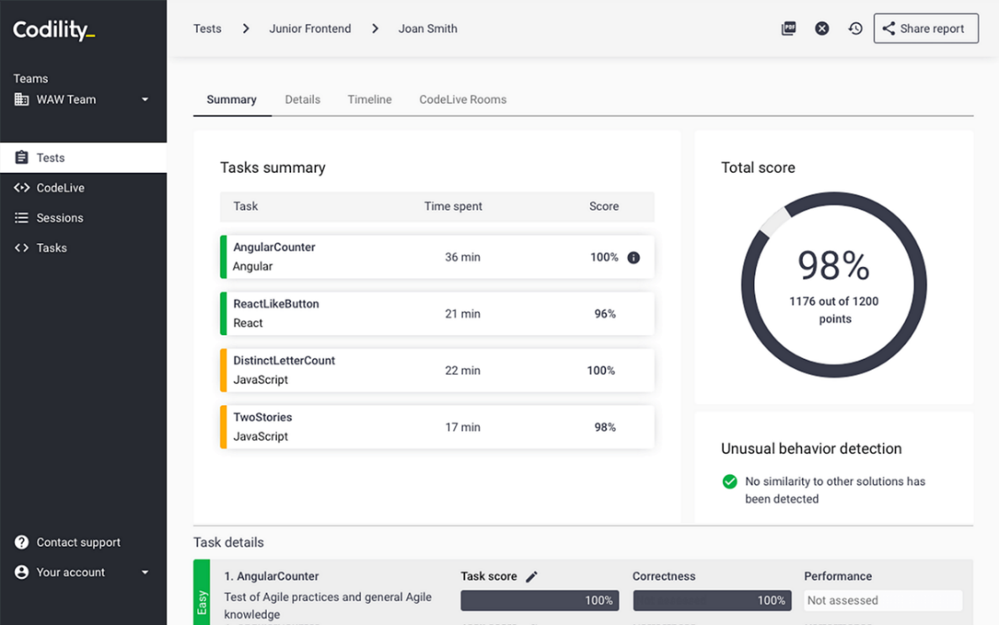 Codility_
Tests > Junior Frontend > Joan Smith
PDF
Share report
Teams
WAW Team
Tests
CodeLive
Sessions
Tasks
Contact support
Your account
Summary Details Timeline CodeLive Rooms
Tasks summary
Task Time spent Score
AngularCounter
Angular
36 min 100%
ReactLikeButton
React
21 min 96%
DistinctLetterCount
JavaScript
22 min 100%
TwoStories
JavaScript
17 min 98%
Total score
98%
1176 out of 1200
points
Unusual behavior detection
No similarity to other solutions has
been detected
Task details
Easy
1. AngularCounter
Test of Agile practices and general Agile
knowledge
Task score
100%
Correctness
100%
Performance
Not assessed